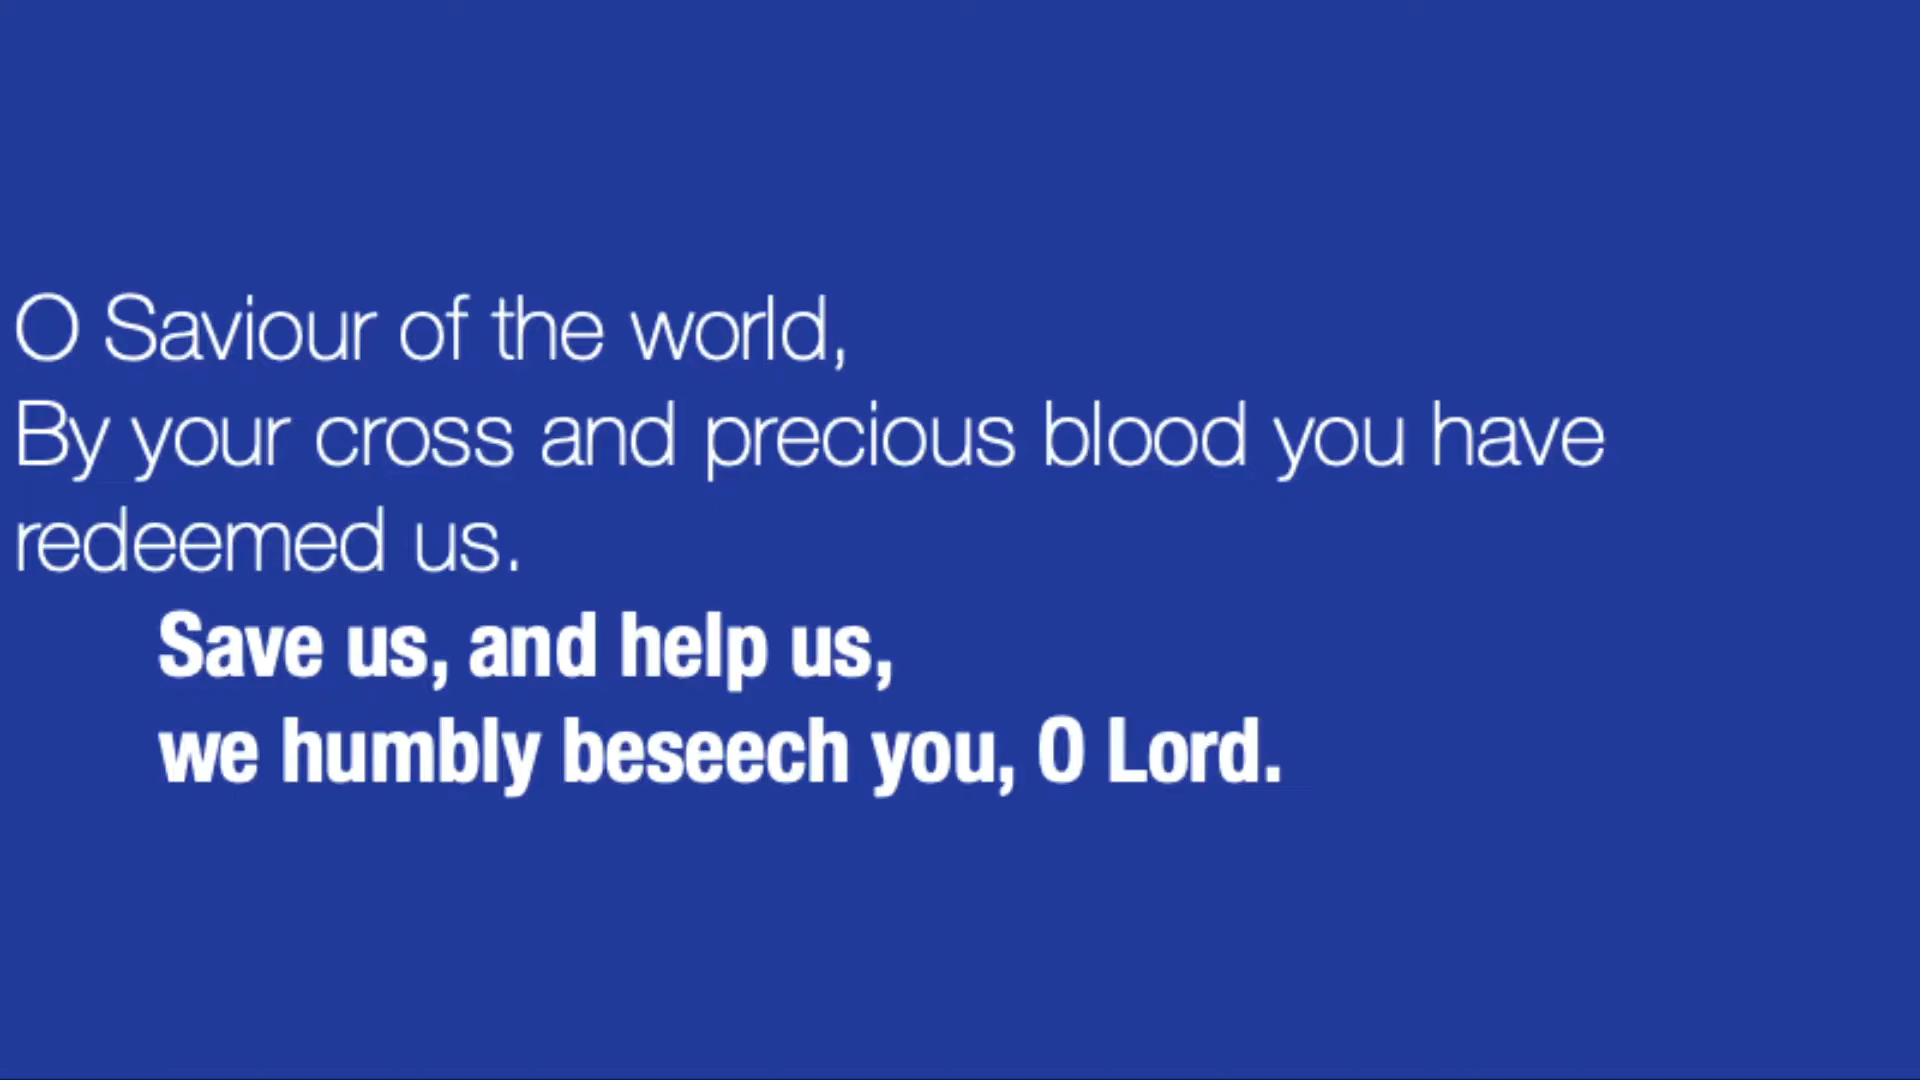 O Saviour of the world,
By your cross and precious blood you have
redeemed us.
Save us, and help us,
we humbly beseech you, O Lord.